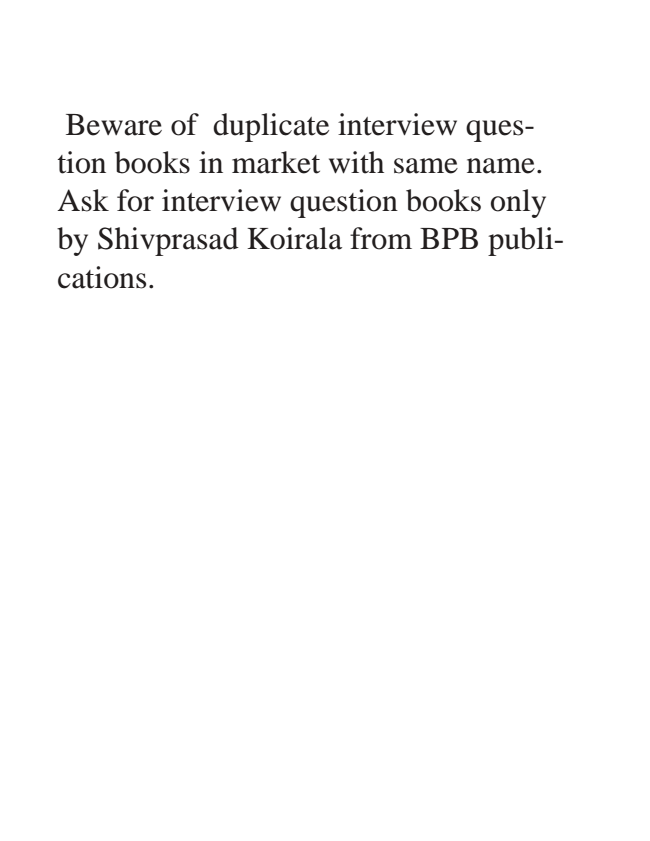 Beware of  duplicate interview ques-
tion books in market with same name.
Ask for interview question books only
by Shivprasad Koirala from BPB publi-
cations.